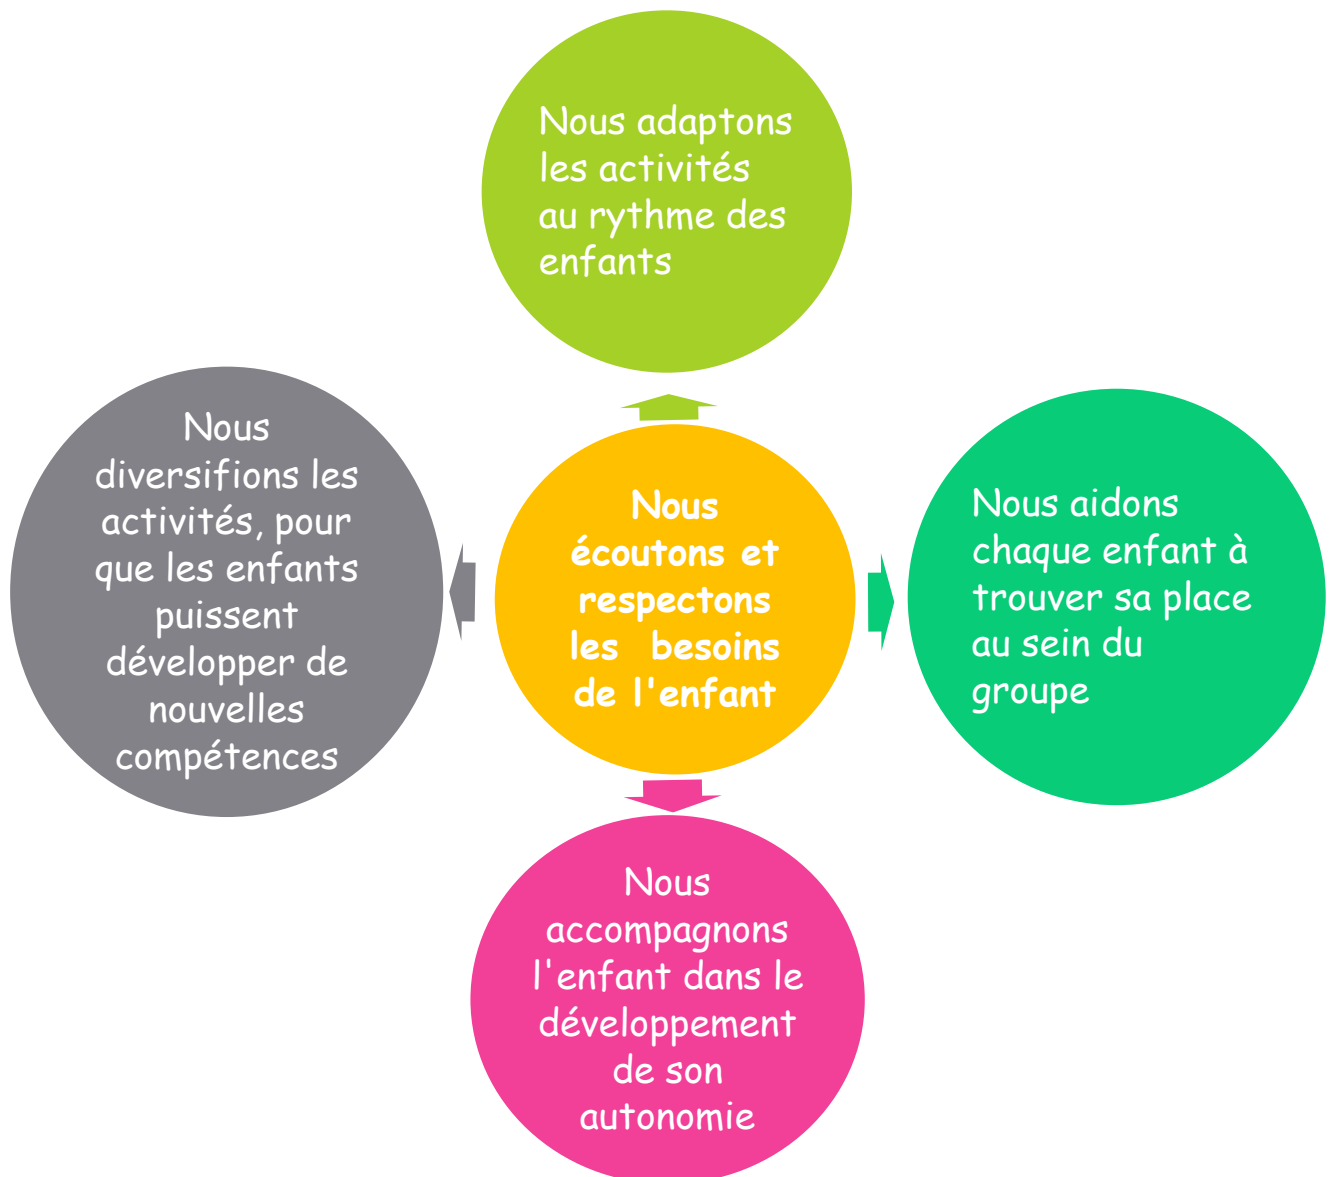 Nous adaptons
les activités
au rythme des
enfants
Nous
diversifions les
activités, pour
que les enfants
puissent
développer de
nouvelles
compétences
Nous
écoutons et
respectons
les  besoins
de l'enfant
Nous aidons
chaque enfant à
trouver sa place
au sein du
groupe
Nous
accompagnons
l'enfant dans le
développement
de son
autonomie